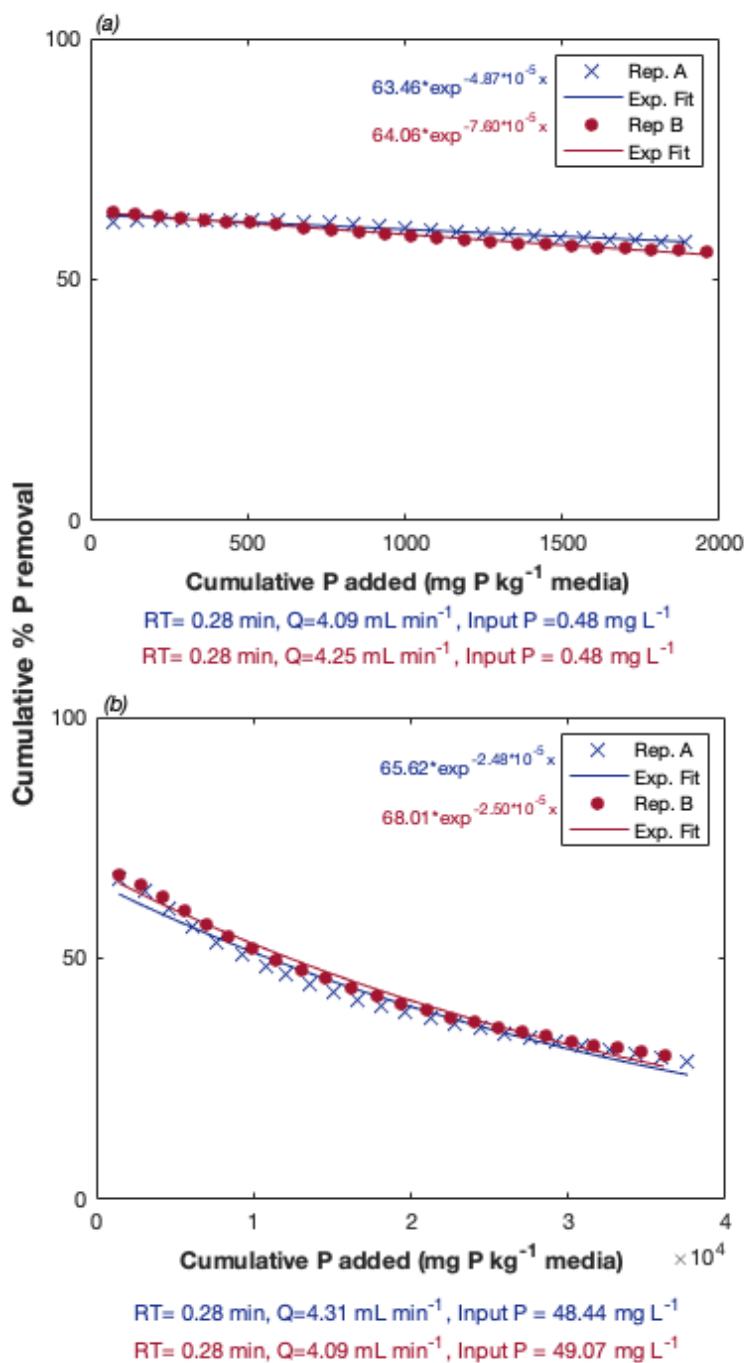 (a)
100
50
0
63.46*exp^-4.87*10^-5 x
64.06*exp^-7.60*10^-5 x
Rep. A
Exp. Fit
Rep B
Exp Fit
0 500 1000 1500 2000
Cumulative P added (mg P kg⁻¹ media)
RT= 0.28 min, Q=4.09 mL min⁻¹, Input P =0.48 mg L⁻¹
RT= 0.28 min, Q=4.25 mL min⁻¹, Input P = 0.48 mg L⁻¹
Cumulative % P removal
(b)
100
50
0
65.62*exp^-2.48*10^-5 x
68.01*exp^-2.50*10^-5 x
Rep. A
Exp. Fit
Rep. B
Exp. Fit
0 1 2 3 4
Cumulative P added (mg P kg⁻¹ media) ×10⁴
RT= 0.28 min, Q=4.31 mL min⁻¹, Input P = 48.44 mg L⁻¹
RT= 0.28 min, Q=4.09 mL min⁻¹, Input P = 49.07 mg L⁻¹